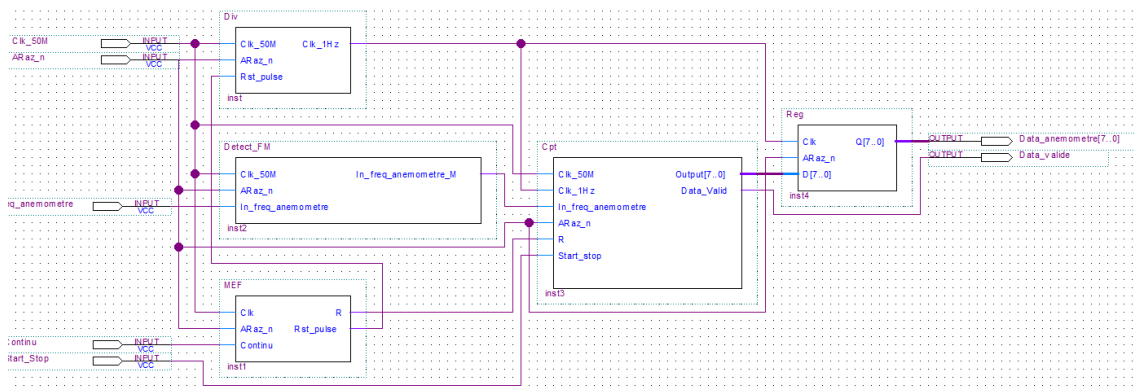 Div
Clk_50M INPUT VCC
ARaz_n INPUT VCC
Clk_50M Clk_1Hz
ARaz_n
Rst_pulse
inst
Detect_FM
Clk_50M In_freq_anemometre_M
ARaz_n
In_freq_anemometre
inst2
eq_anemometre INPUT VCC
MEF
Clk R
ARaz_n Rst_pulse
Continu
inst1
Continu INPUT VCC
Start_Stop INPUT VCC
Cpt
Clk_50M Output[7..0]
Clk_1Hz Data_Valid
In_freq_anemometre
ARaz_n
R
Start_stop
inst3
Reg
Clk Q[7..0]
ARaz_n
D[7..0]
inst4
OUTPUT Data_anemometre[7..0]
OUTPUT Data_valide